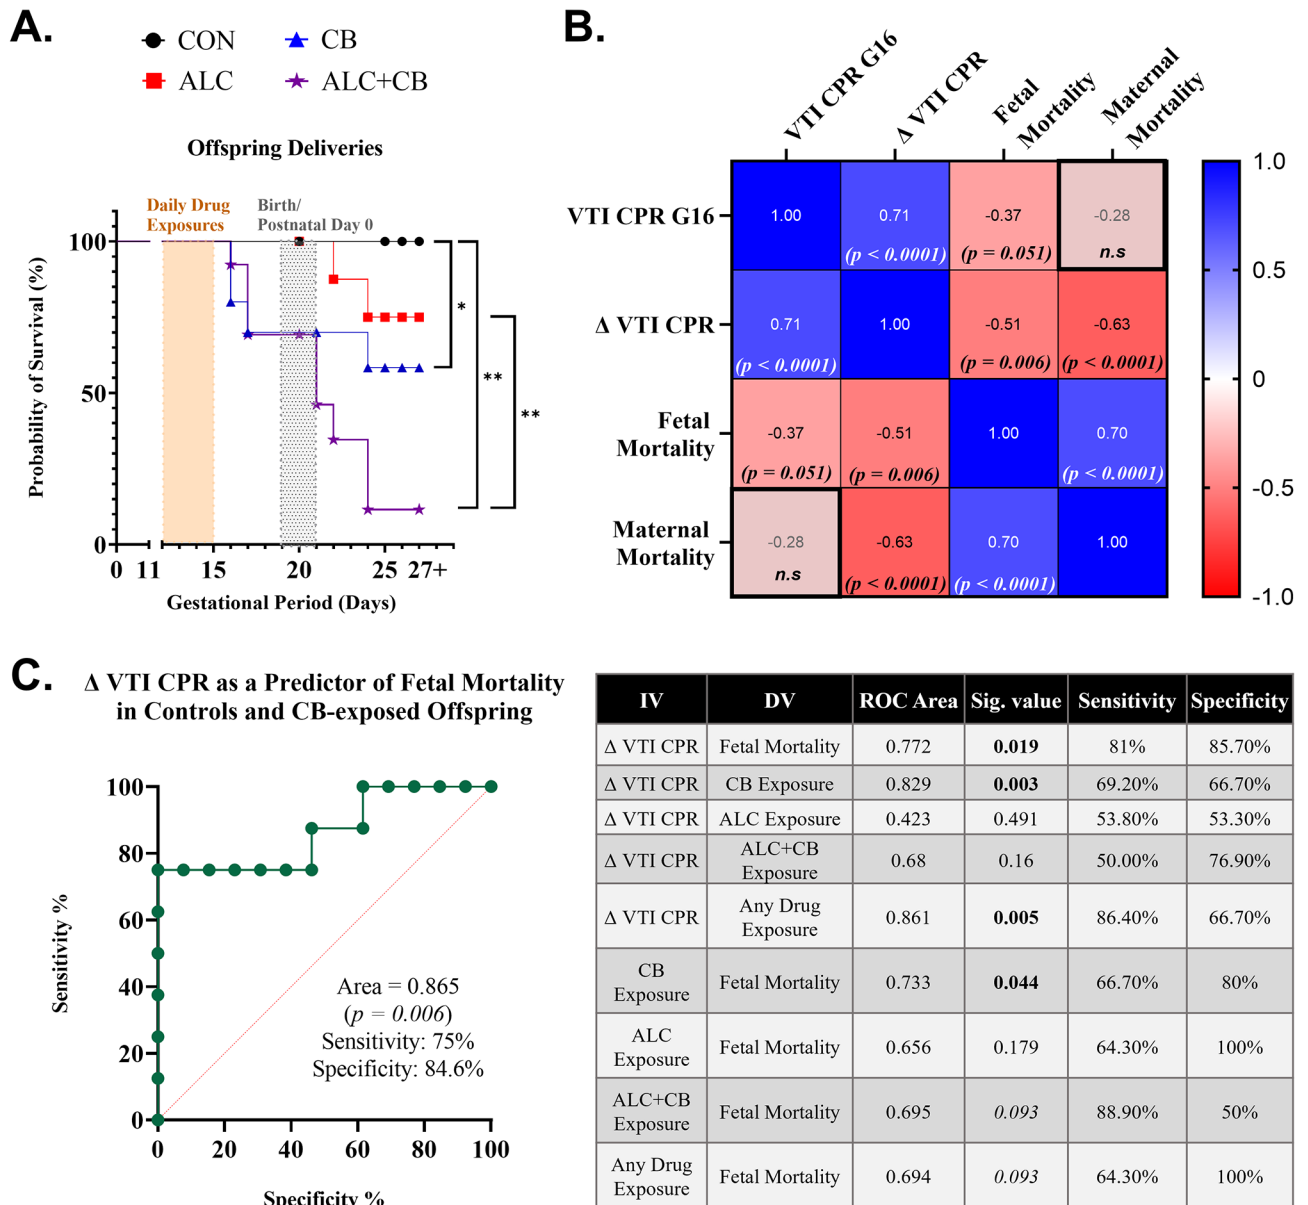 A.
CON
CB
ALC
ALC+CB
Offspring Deliveries
Daily Drug
Exposures
Birth/
Postnatal Day 0
Probability of Survival (%)
100
50
0
*
**
**
0 11 15 20 25 27+
Gestational Period (Days)
B.
VTI CPR G16
Δ VTI CPR
Fetal
Mortality
Maternal
Mortality
VTI CPR G16
1.00
0.71
(p < 0.0001)
-0.37
(p = 0.051)
-0.28
n.s
Δ VTI CPR
0.71
(p < 0.0001)
1.00
-0.51
(p = 0.006)
-0.63
(p < 0.0001)
Fetal
Mortality
-0.37
(p = 0.051)
-0.51
(p = 0.006)
1.00
0.70
(p < 0.0001)
Maternal
Mortality
-0.28
n.s
-0.63
(p < 0.0001)
0.70
(p < 0.0001)
1.00
1.0
0.5
0
-0.5
-1.0
C.
Δ VTI CPR as a Predictor of Fetal Mortality
in Controls and CB-exposed Offspring
Sensitivity %
100
80
60
40
20
0
Area = 0.865
(p = 0.006)
Sensitivity: 75%
Specificity: 84.6%
0 20 40 60 80 100
Specificity %
IV DV ROC Area Sig. value Sensitivity Specificity
Δ VTI CPR Fetal Mortality 0.772 0.019 81% 85.70%
Δ VTI CPR CB Exposure 0.829 0.003 69.20% 66.70%
Δ VTI CPR ALC Exposure 0.423 0.491 53.80% 53.30%
Δ VTI CPR ALC+CB
Exposure 0.68 0.16 50.00% 76.90%
Δ VTI CPR Any Drug
Exposure 0.861 0.005 86.40% 66.70%
CB
Exposure Fetal Mortality 0.733 0.044 66.70% 80%
ALC
Exposure Fetal Mortality 0.656 0.179 64.30% 100%
ALC+CB
Exposure Fetal Mortality 0.695 0.093 88.90% 50%
Any Drug
Exposure Fetal Mortality 0.694 0.093 64.30% 100%